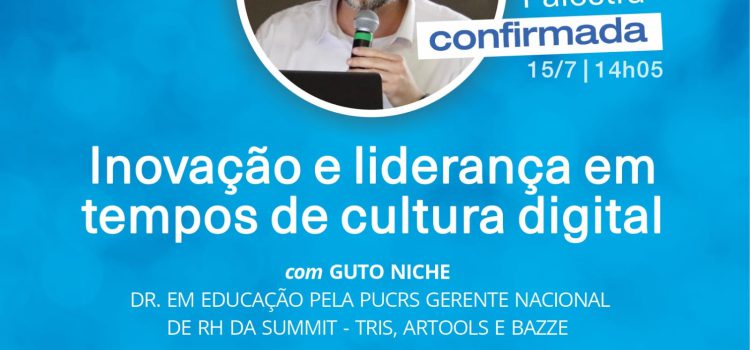 Palestra
confirmada
15/7 | 14h05
Inovação e liderança em
tempos de cultura digital
com GUTO NICHE
DR. EM EDUCAÇÃO PELA PUCRS GERENTE NACIONAL
DE RH DA SUMMIT - TRIS, ARTOOLS E BAZZE